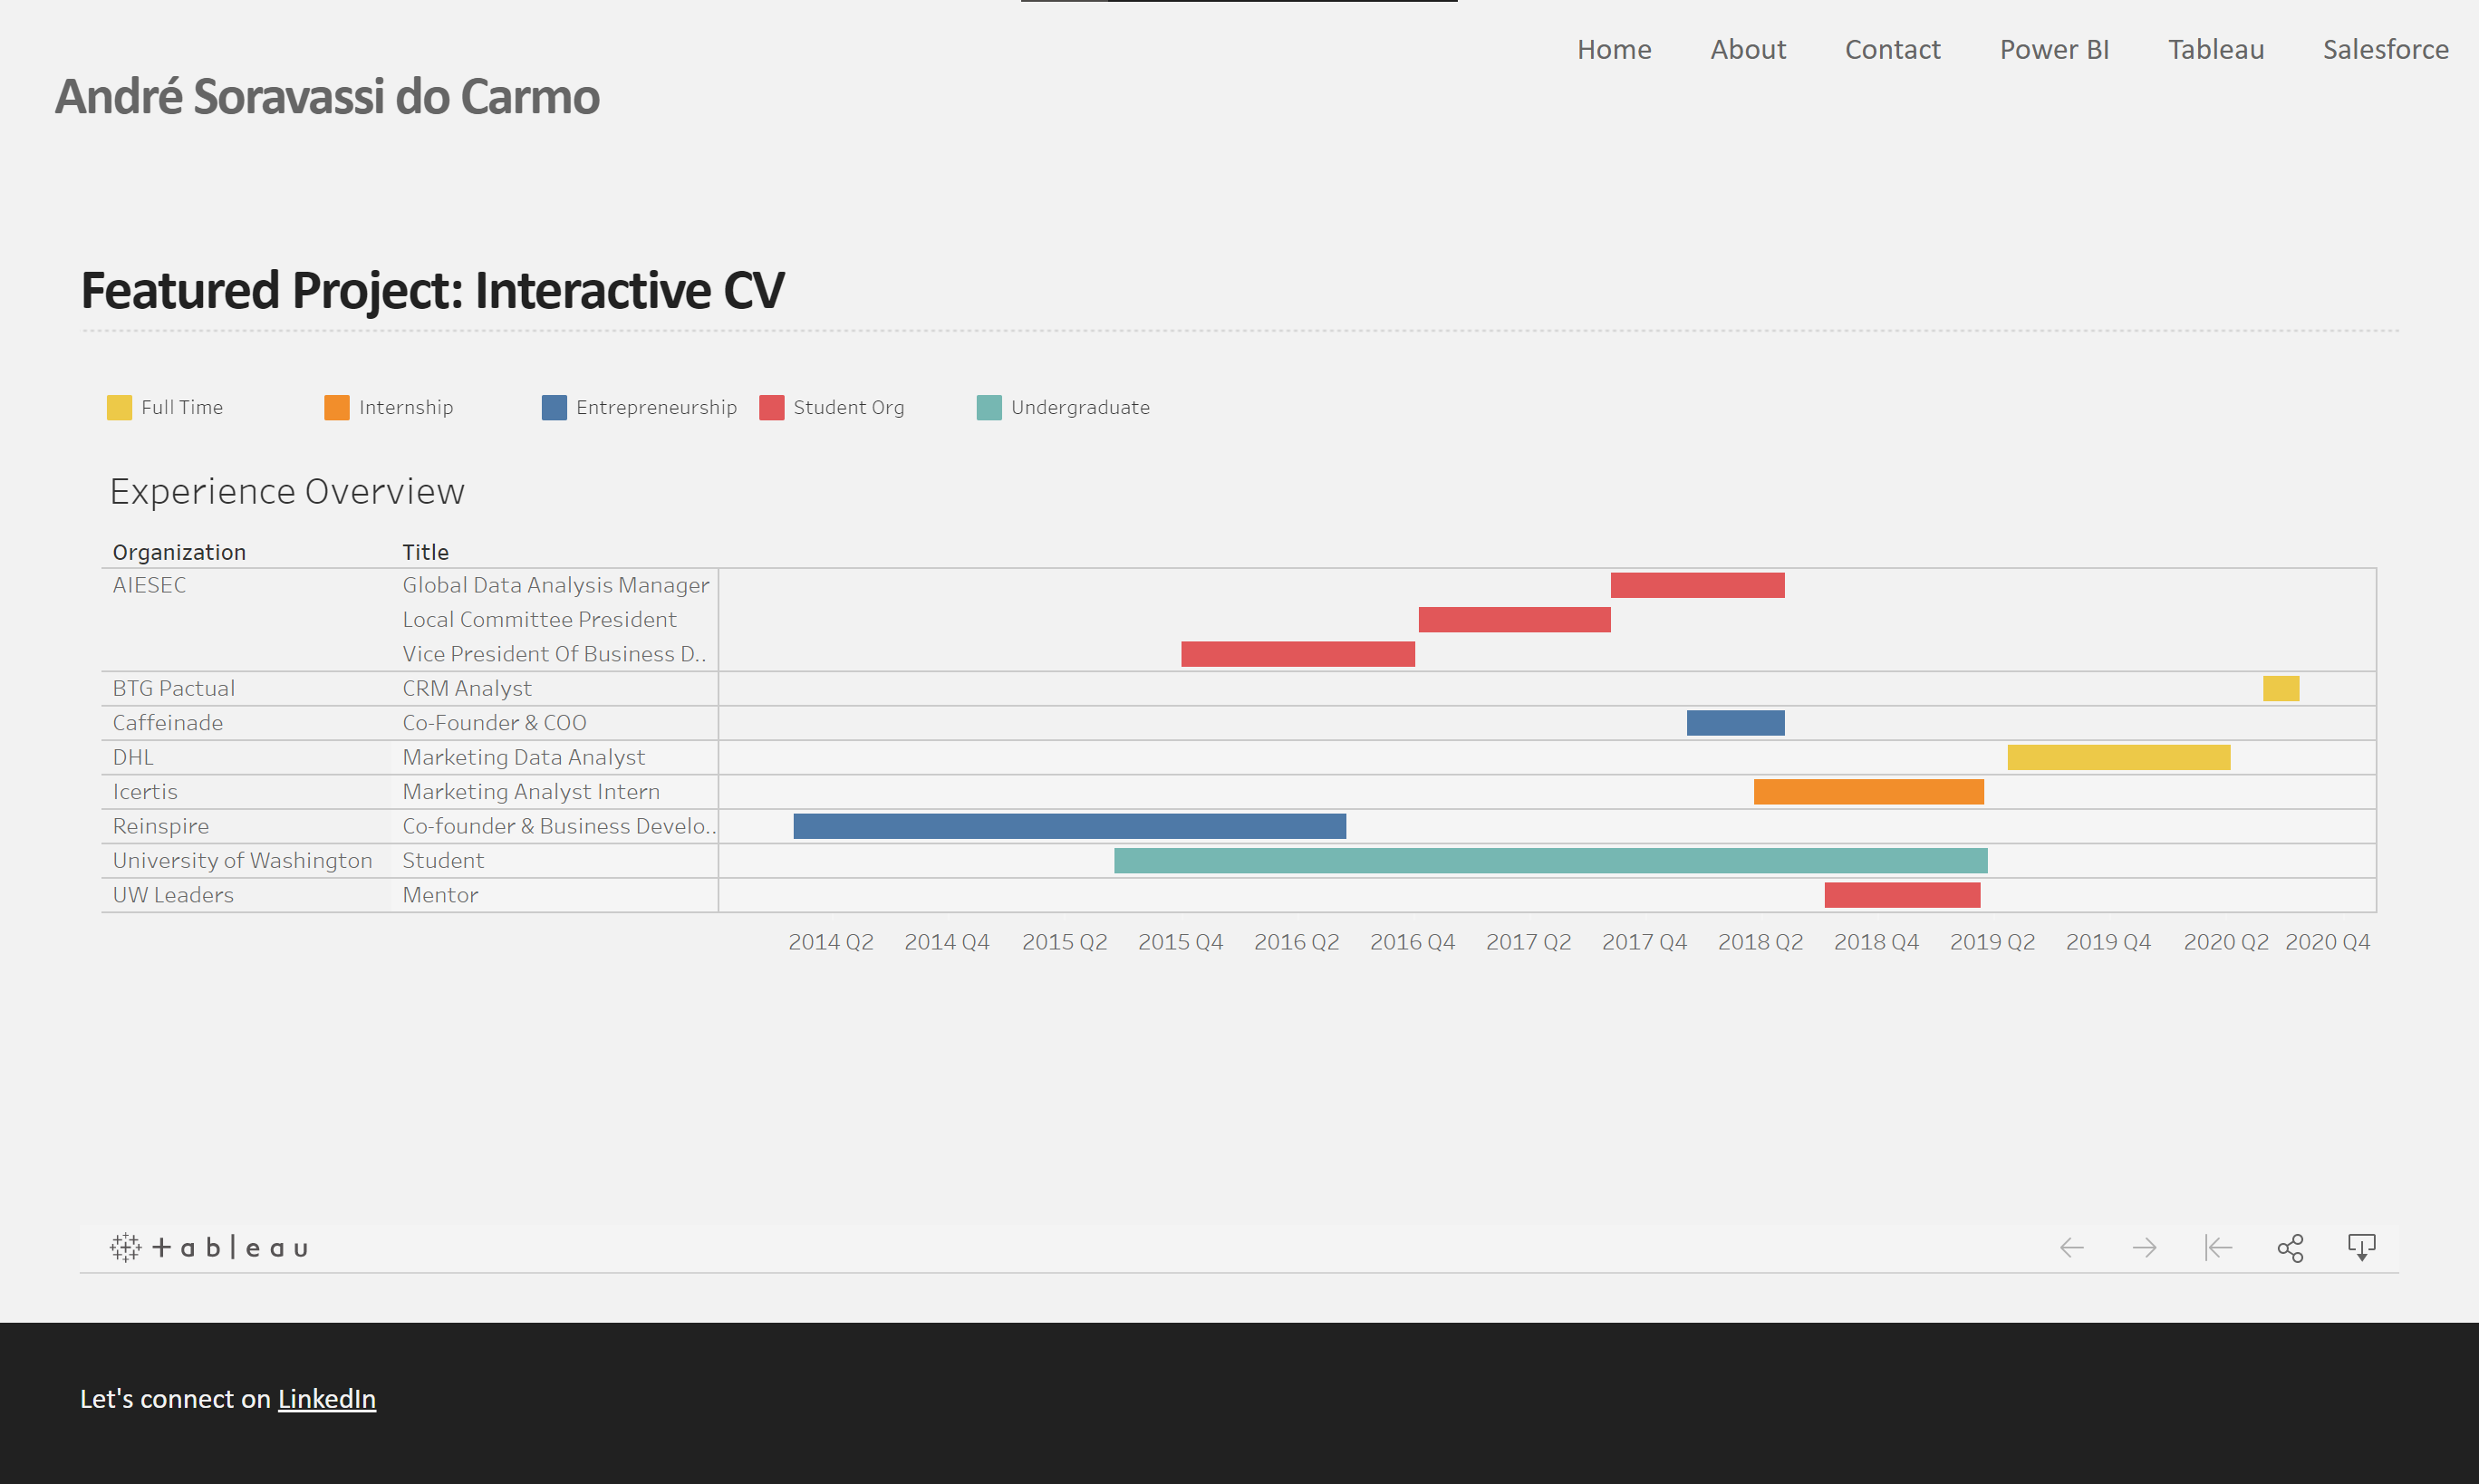 Home About Contact Power BI Tableau Salesforce
André Soravassi do Carmo
Featured Project: Interactive CV
Full Time Internship Entrepreneurship Student Org Undergraduate
Experience Overview
Organization Title
AIESEC Global Data Analysis Manager
Local Committee President
Vice President Of Business D..
BTG Pactual CRM Analyst
Caffeinade Co-Founder & COO
DHL Marketing Data Analyst
Icertis Marketing Analyst Intern
Reinspire Co-founder & Business Develo..
University of Washington Student
UW Leaders Mentor
2014 Q2 2014 Q4 2015 Q2 2015 Q4 2016 Q2 2016 Q4 2017 Q2 2017 Q4 2018 Q2 2018 Q4 2019 Q2 2019 Q4 2020 Q2 2020 Q4
+ableau
Let's connect on LinkedIn